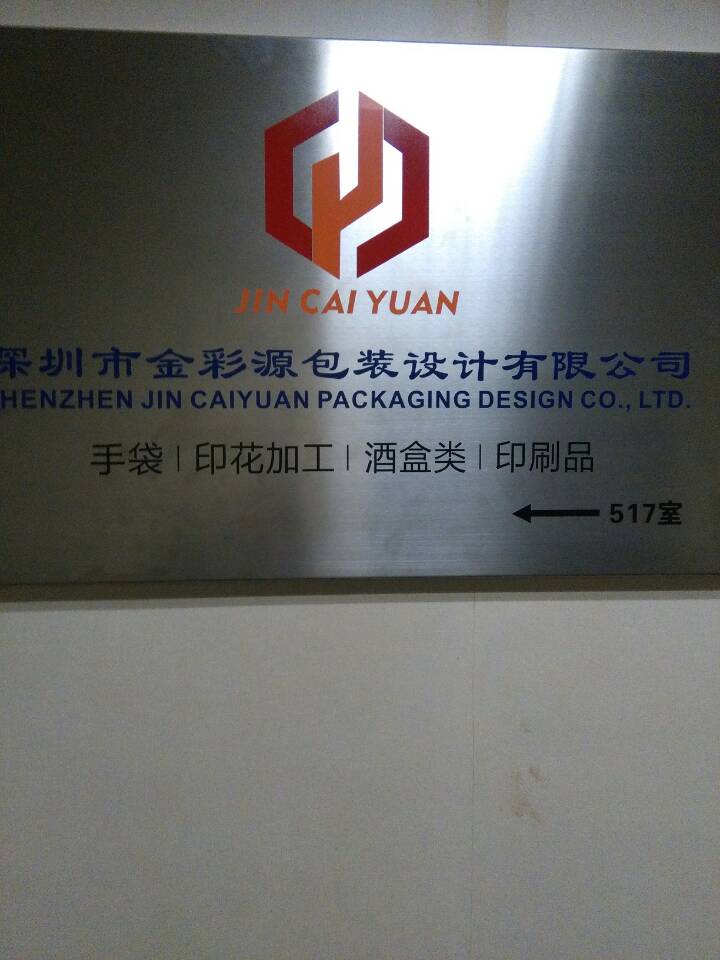 JIN CAI YUAN
深圳市金彩源包装设计有限公司
HENZHEN JIN CAIYUAN PACKAGING DESIGN CO., LTD.
手袋 | 印花加工 | 酒盒类 | 印刷品
517室